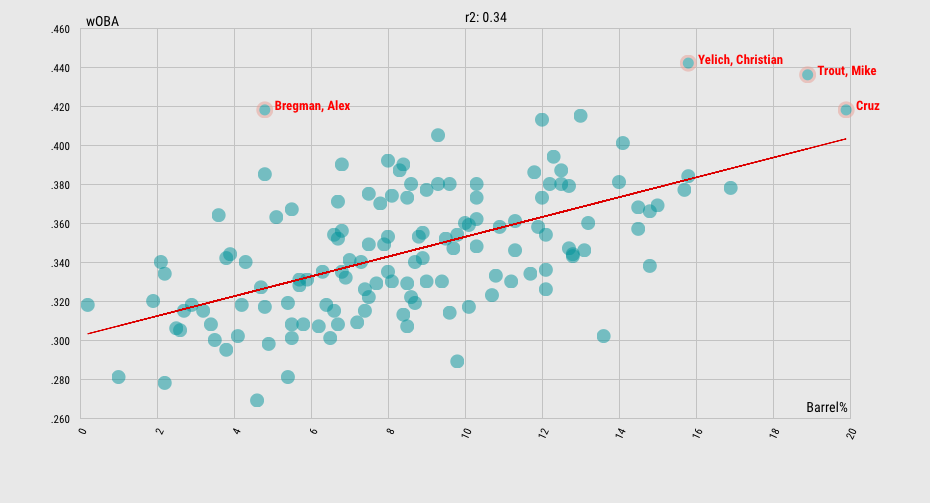 r2: 0.34
wOBA
.460
.440
.420
.400
.380
.360
.340
.320
.300
.280
.260
Yelich, Christian
Trout, Mike
Bregman, Alex
Cruz
Barrel%
0 2 4 6 8 10 12 14 16 18 20